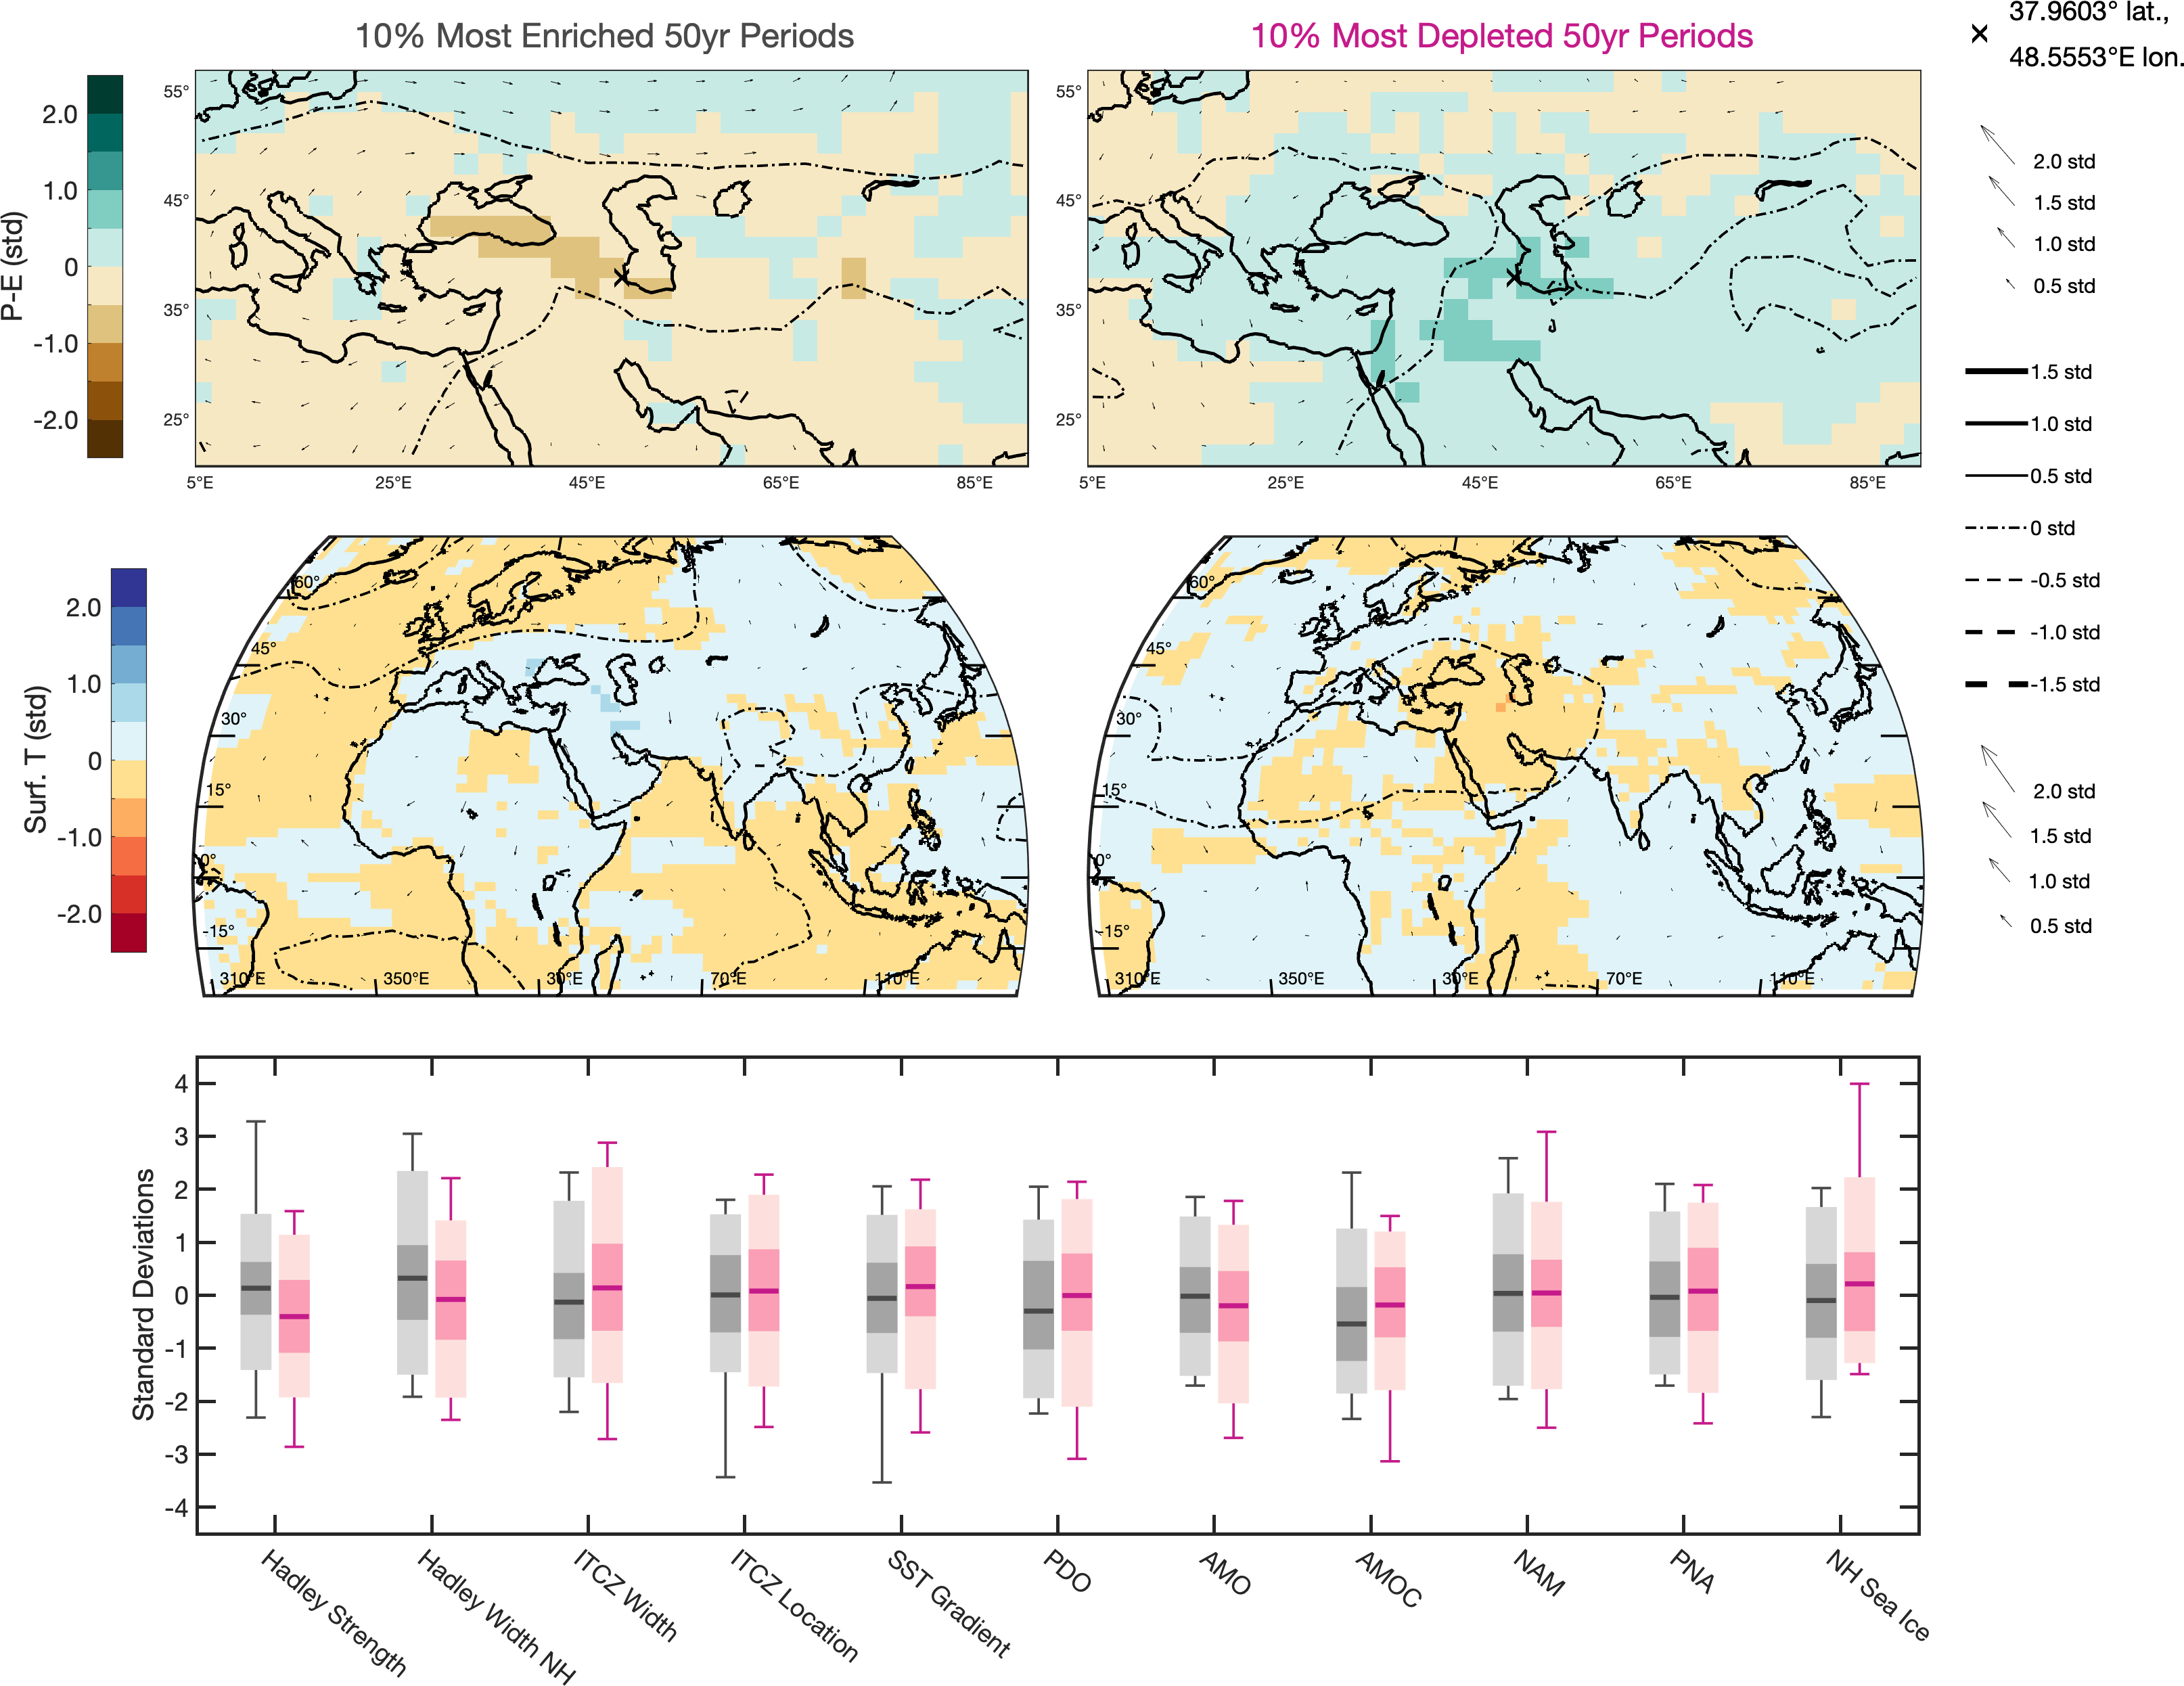 10% Most Enriched 50yr Periods
10% Most Depleted 50yr Periods
× 37.9603° lat.,
48.5553°E lon.
P-E (std)
2.0
1.0
0
-1.0
-2.0
55°
45°
35°
25°
5°E 25°E 45°E 65°E 85°E
55°
45°
35°
25°
5°E 25°E 45°E 65°E 85°E
2.0 std
1.5 std
1.0 std
0.5 std
1.5 std
1.0 std
0.5 std
0 std
-0.5 std
-1.0 std
-1.5 std
Surf. T (std)
2.0
1.0
0
-1.0
-2.0
60°
45°
30°
15°
0°
-15°
310°E 350°E 30°E 70°E 110°E
60°
45°
30°
15°
0°
-15°
310°E 350°E 30°E 70°E 110°E
2.0 std
1.5 std
1.0 std
0.5 std
Standard Deviations
4
3
2
1
0
-1
-2
-3
-4
Hadley Strength
Hadley Width NH
ITCZ Width
ITCZ Location
SST Gradient
PDO
AMO
AMOC
NAM
PNA
NH Sea Ice